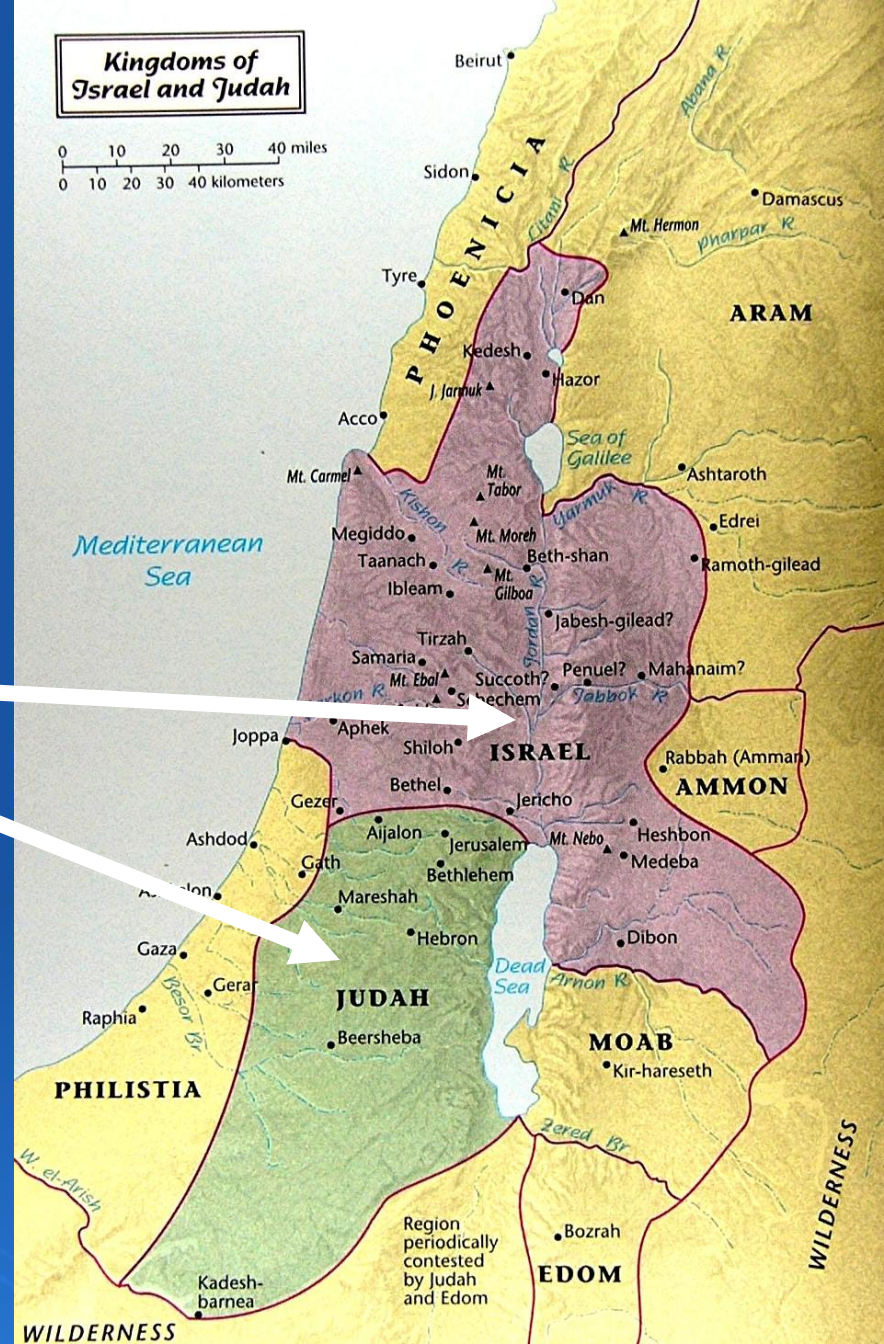 Kingdoms of
Israel and Judah
0 10 20 30 40 miles
0 10 20 30 40 kilometers
Beirut
Abana R.
Sidon
PHOENICIA
Litani R
Damascus
Mt. Hermon
Pharpar R
Tyre
Dan
ARAM
Kedesh
Hazor
J. Jarmuk
Acco
Sea of
Galilee
Mt. Carmel
Mt.
Tabor
Ashtaroth
Kishon
R.
Yarmuk R
Edrei
Megiddo
Mt. Moreh
Mediterranean
Sea
Taanach
Beth-shan
Ramoth-gilead
Mt.
Gilboa
Ibleam
Jordan R
Jabesh-gilead?
Tirzah
Samaria
Mt. Ebal
Succoth?
Penuel?
Mahanaim?
Jabbok R
R.
Aphek
Joppa
Shiloh
ISRAEL
Rabbah (Amman)
AMMON
Bethel
Gezer
Jericho
Aijalon
Heshbon
Ashdod
Jerusalem
Mt. Nebo
Medeba
Gath
Bethlehem
Mareshah
Hebron
Dibon
Gaza
Dead
Sea
Arnon R
Gerar
Besor Br
JUDAH
Raphia
Beersheba
MOAB
Kir-hareseth
PHILISTIA
Zered Br
W. el-Arish
WILDERNESS
Region
periodically
contested
by Judah
and Edom
Bozrah
EDOM
Kadesh-
barnea
WILDERNESS